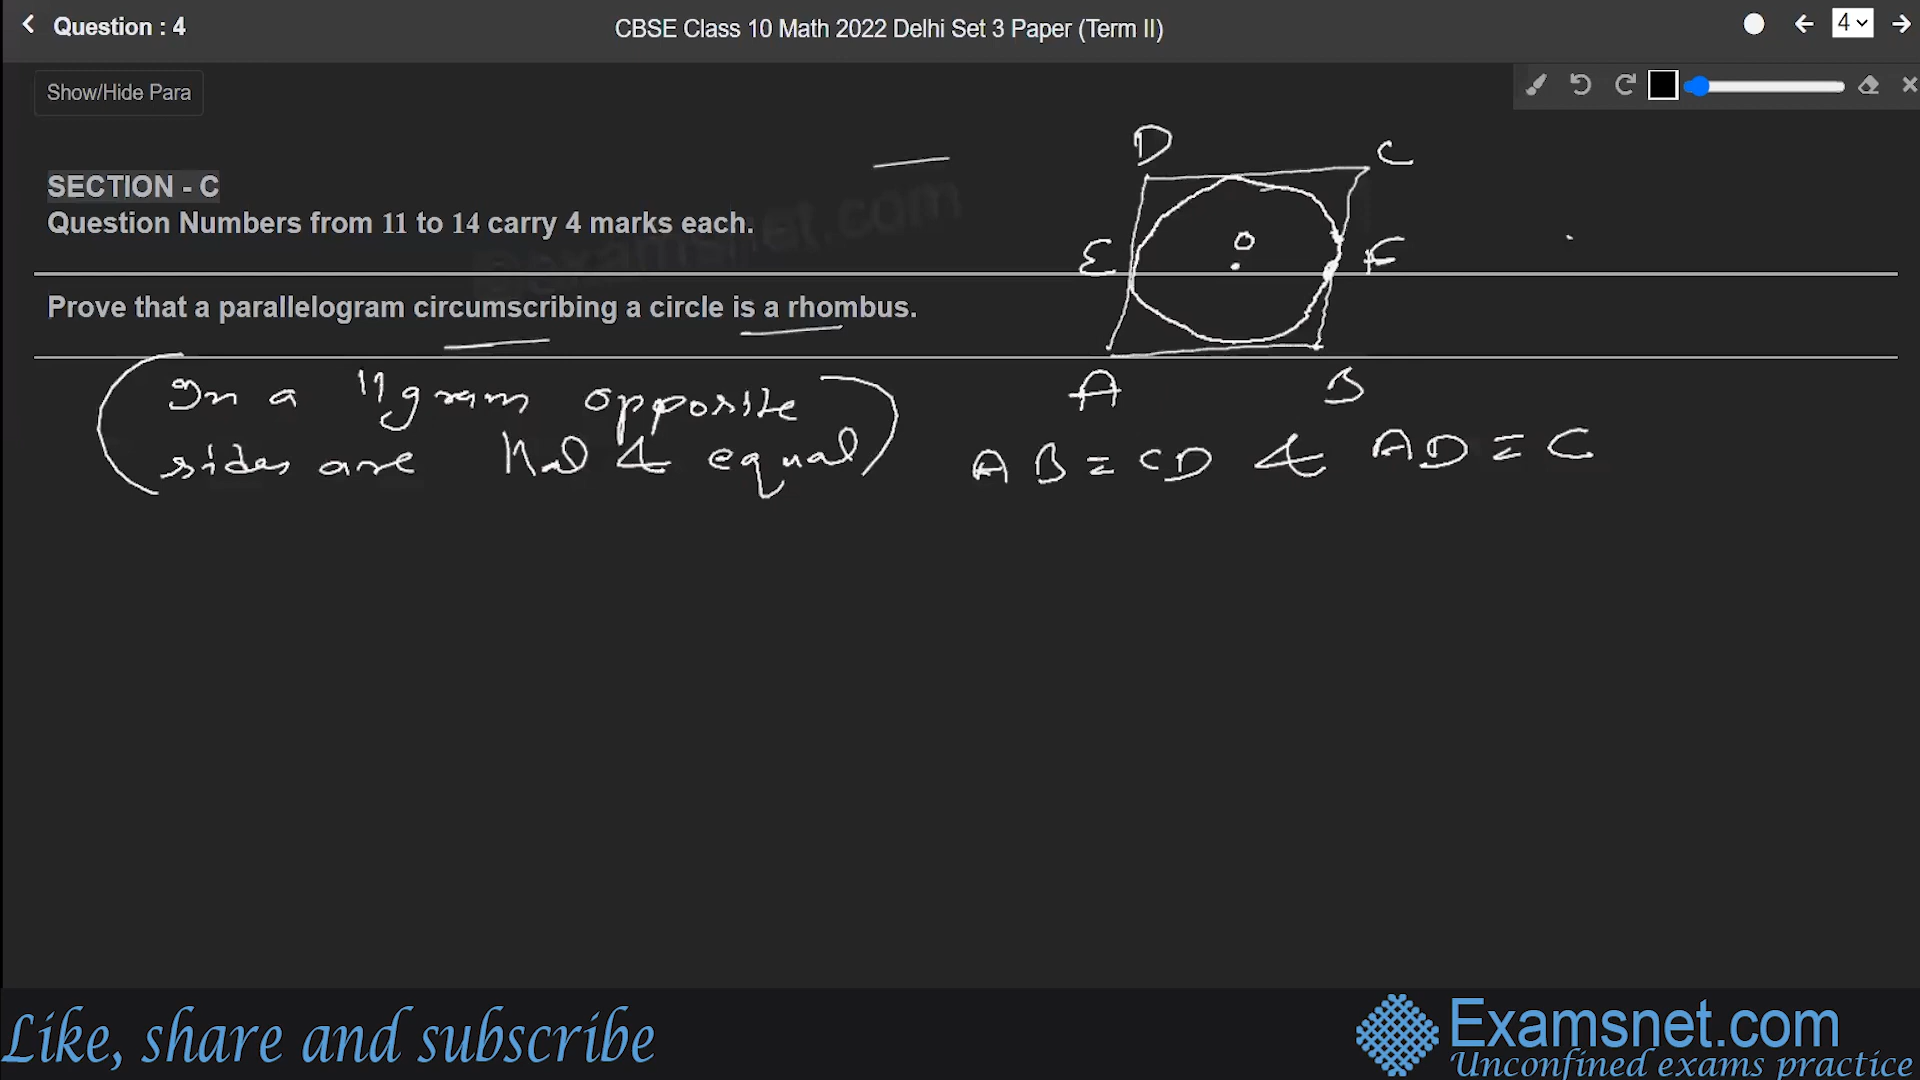 Question : 4
CBSE Class 10 Math 2022 Delhi Set 3 Paper (Term II)
4
Show/Hide Para
SECTION - C
Question Numbers from 11 to 14 carry 4 marks each.
Prove that a parallelogram circumscribing a circle is a rhombus.
D
C
E
O
F
A
B
In a ||gram opposite
sides are ||al & equal
AB = CD & AD = C
examsnet.com
Like, share and subscribe
Examsnet.com
Unconfined exams practice